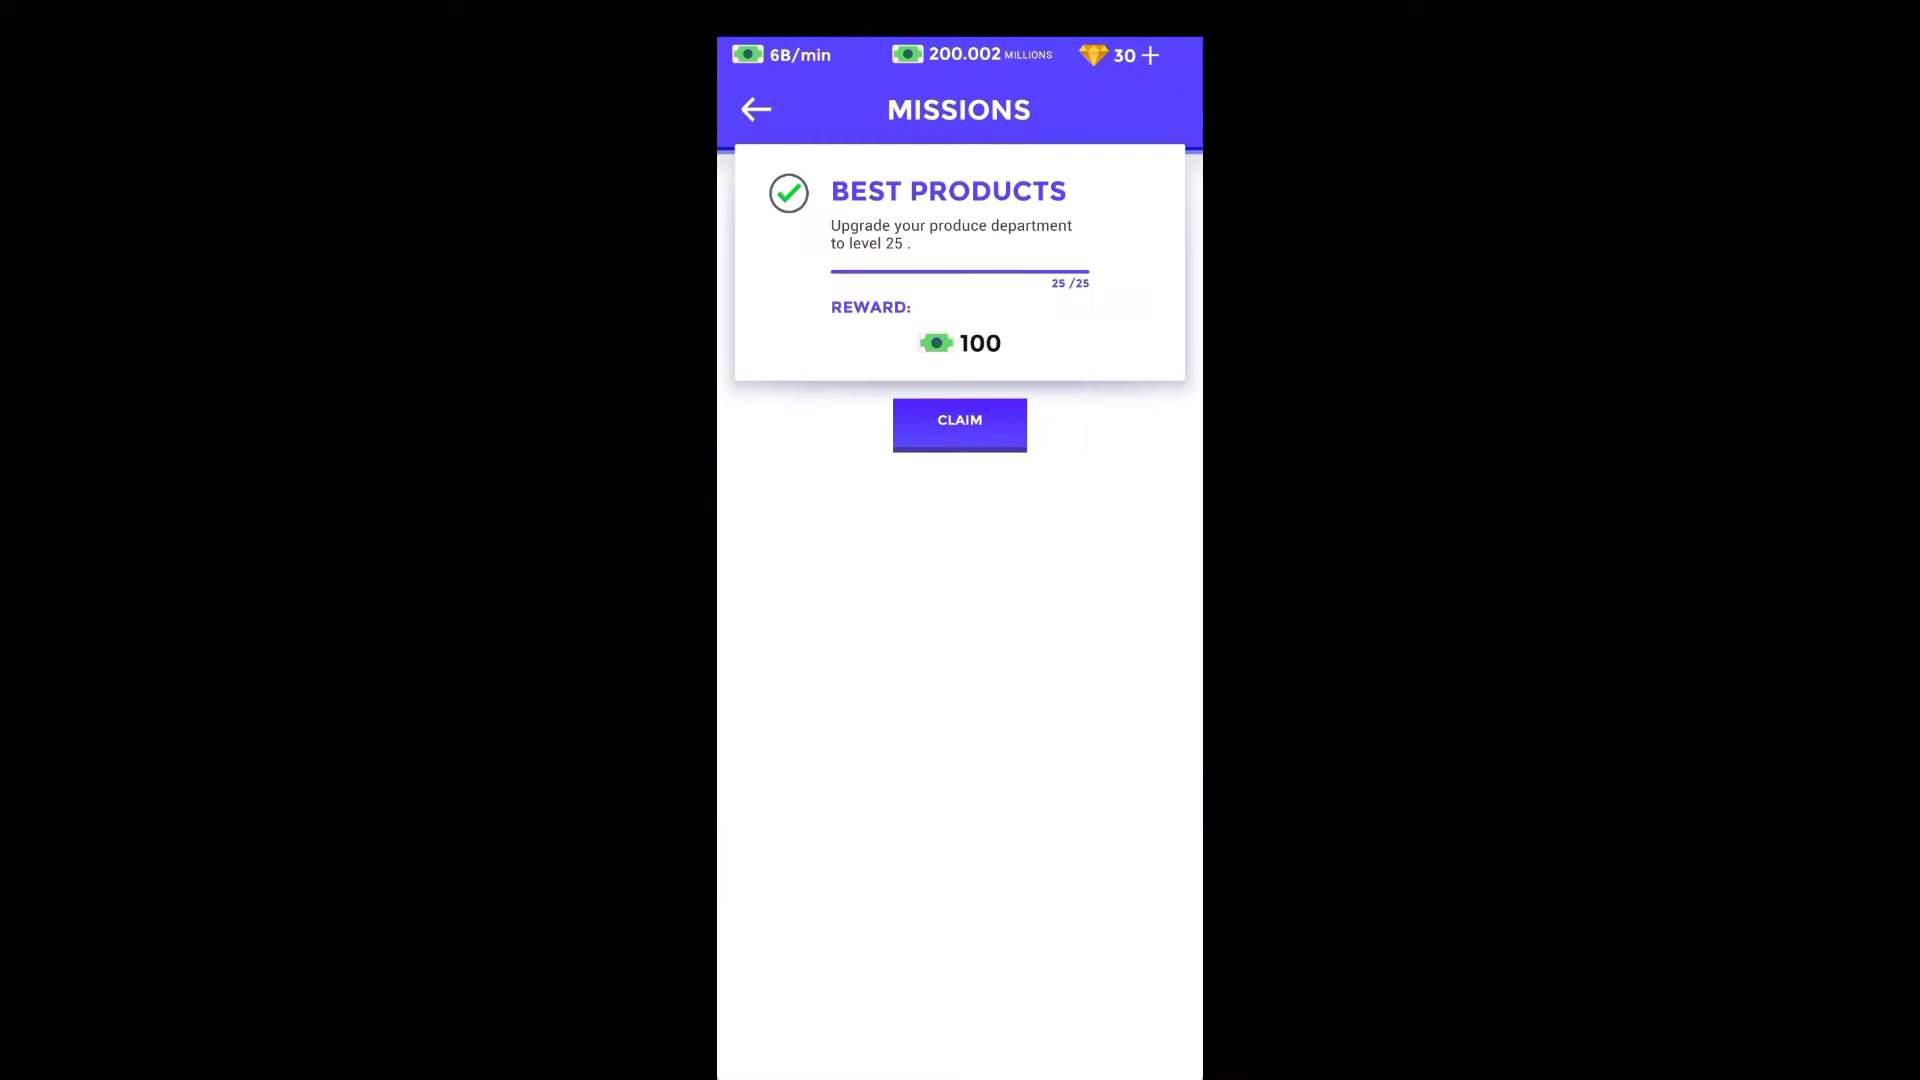 6B/min 200.002 MILLIONS 30 +
MISSIONS
BEST PRODUCTS
Upgrade your produce department
to level 25 .
25 /25
REWARD:
100
CLAIM